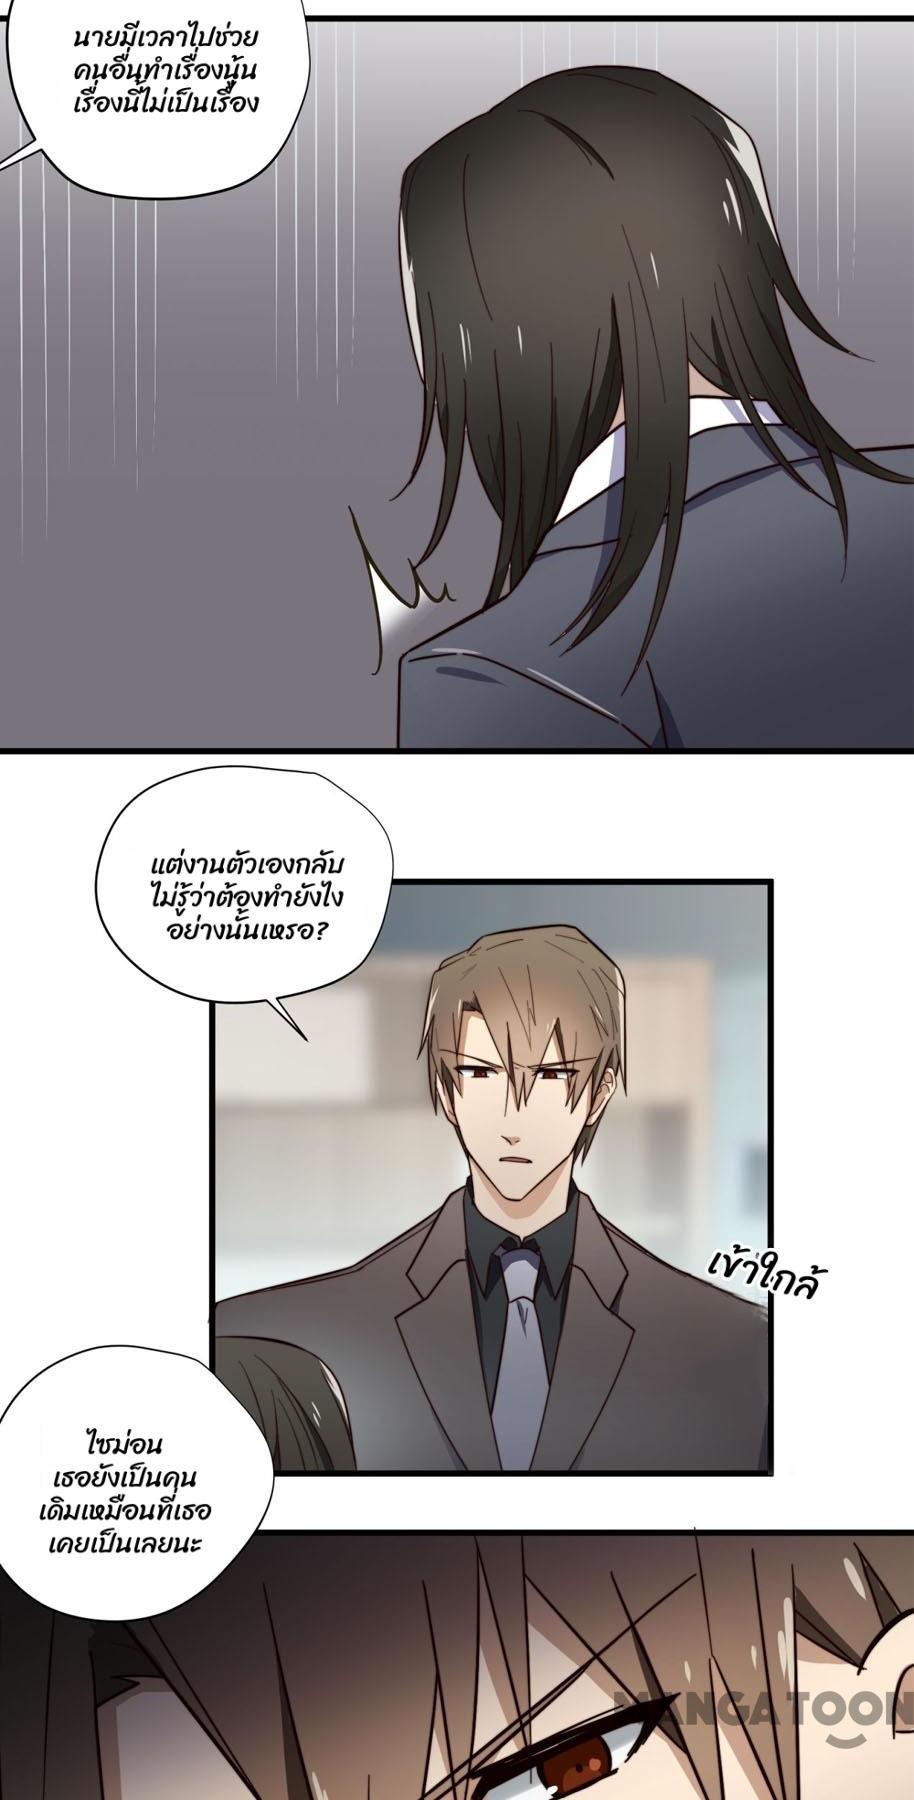 นายมีเวลาไปช่วย
คนอื่นทำเรื่องนู้น
เรื่องนี้ไม่เป็นเรื่อง
แต่งานตัวเองกลับ
ไม่รู้ว่าต้องทำยังไง
อย่างนั้นเหรอ?
เข้าใกล้
ไซม่อน
เธอยังเป็นคน
เดิมเหมือนที่เธอ
เคยเป็นเลยนะ
MANGATOON